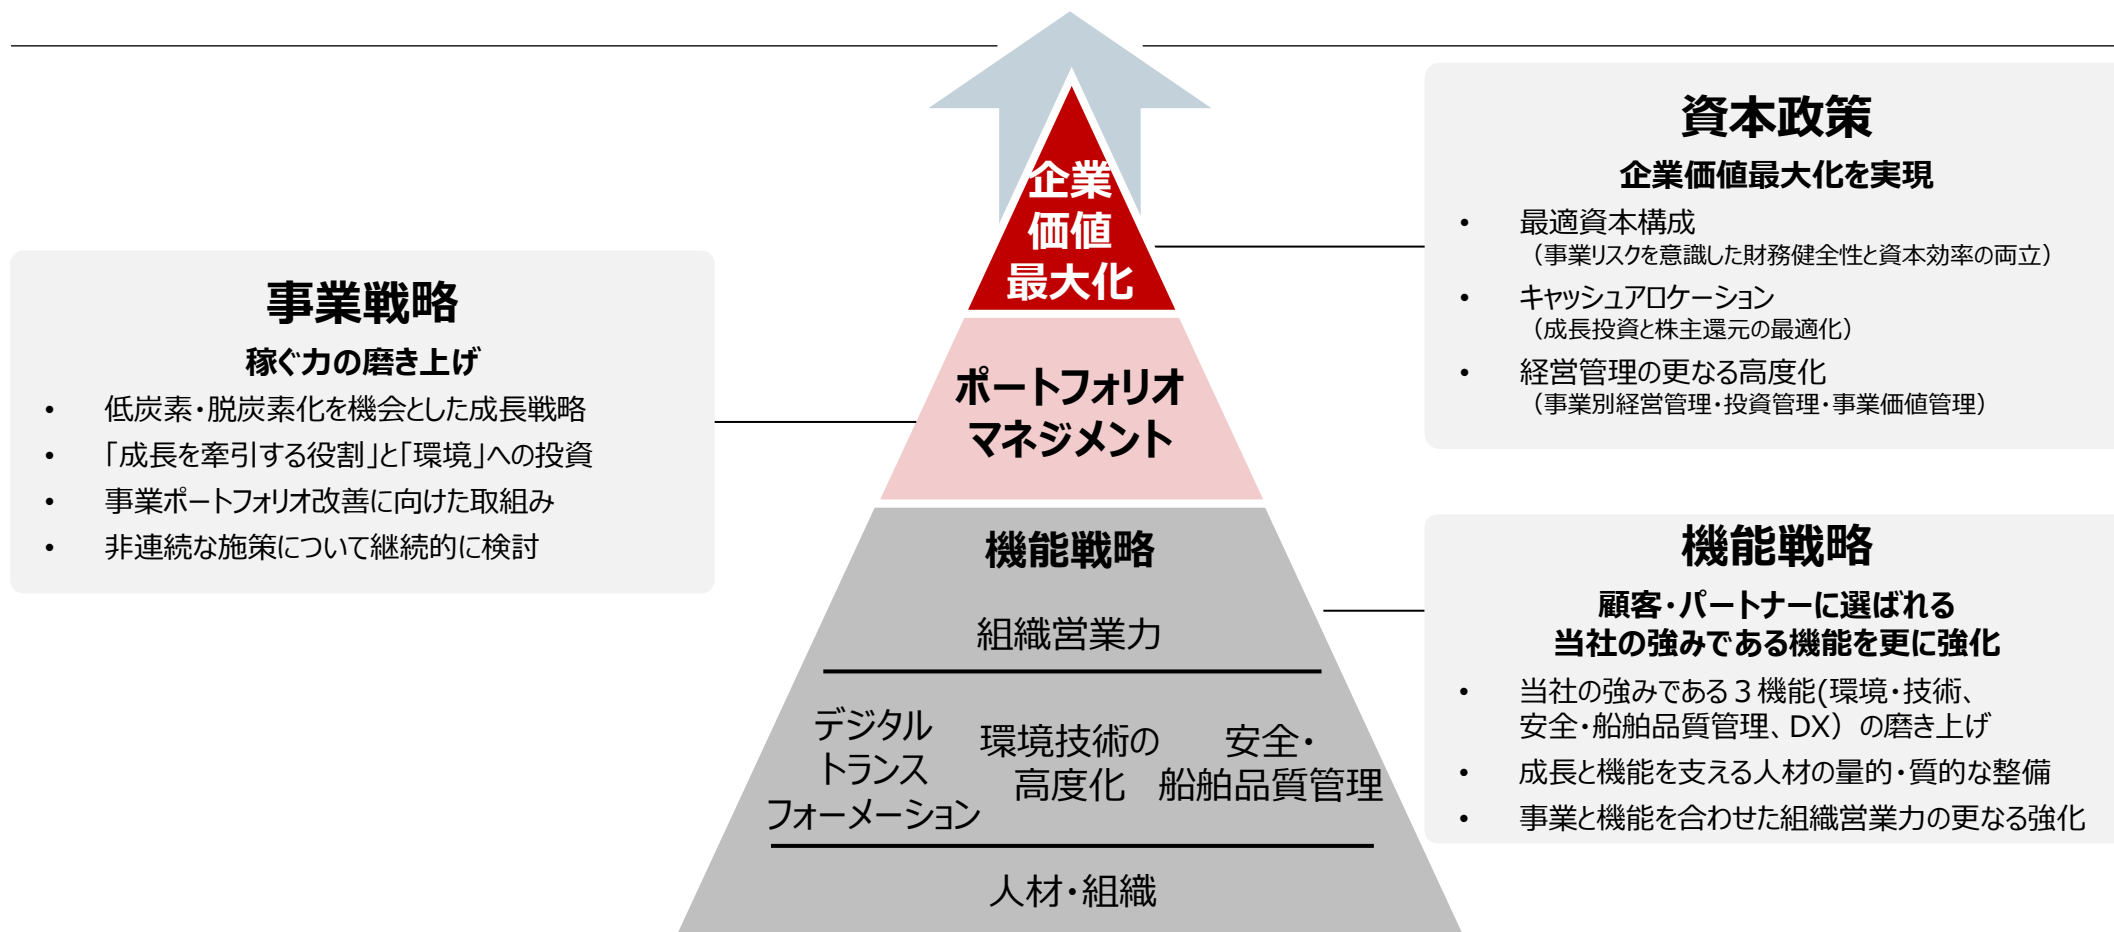 事業戦略
稼ぐ力の磨き上げ
• 低炭素・脱炭素化を機会とした成長戦略
• 「成長を牽引する役割」と「環境」への投資
• 事業ポートフォリオ改善に向けた取組み
• 非連続な施策について継続的に検討
企業
価値
最大化
ポートフォリオ
マネジメント
機能戦略
組織営業力
デジタル
トランス
フォーメーション
環境技術の
高度化
安全・
船舶品質管理
人材・組織
資本政策
企業価値最大化を実現
• 最適資本構成
（事業リスクを意識した財務健全性と資本効率の両立）
• キャッシュアロケーション
（成長投資と株主還元の最適化）
• 経営管理の更なる高度化
（事業別経営管理・投資管理・事業価値管理）
機能戦略
顧客・パートナーに選ばれる
当社の強みである機能を更に強化
• 当社の強みである３機能(環境・技術、
安全・船舶品質管理、DX）の磨き上げ
• 成長と機能を支える人材の量的・質的な整備
• 事業と機能を合わせた組織営業力の更なる強化